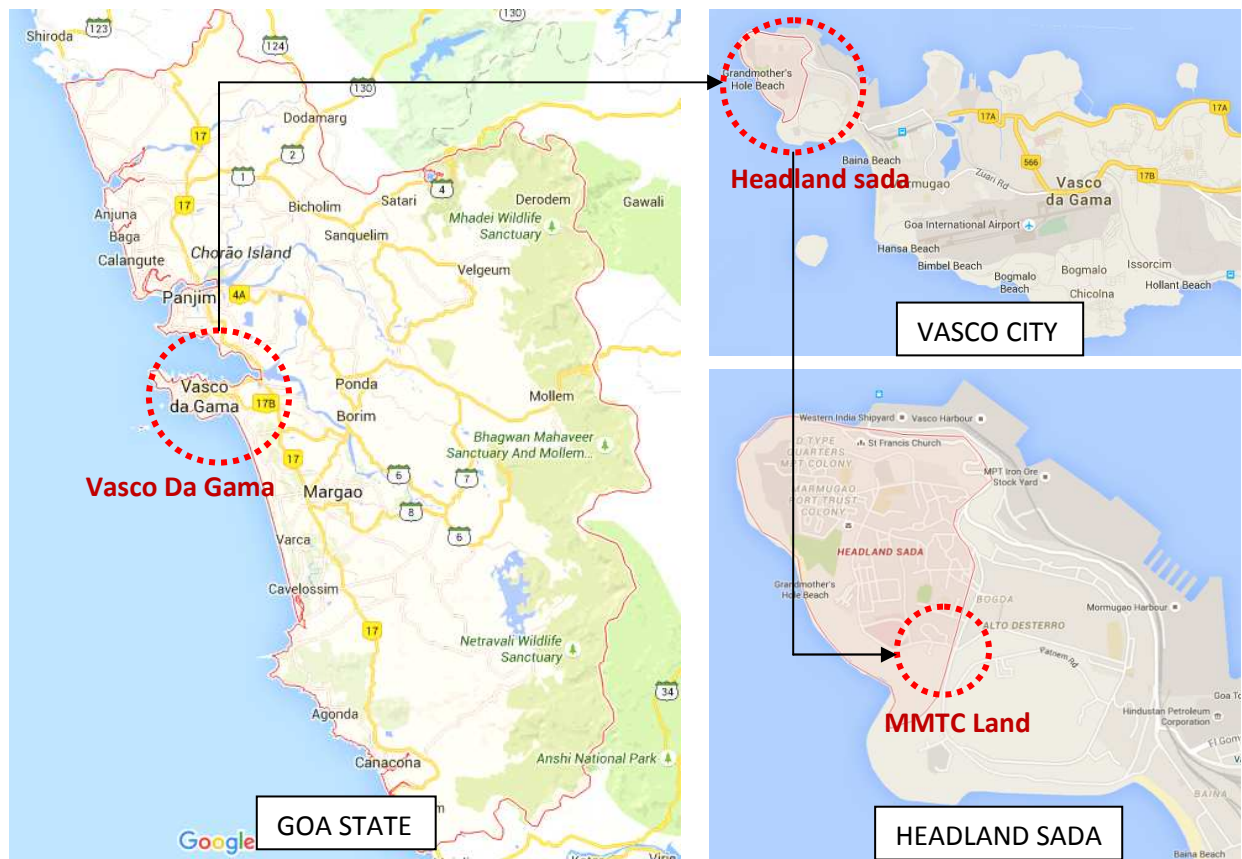 123
130
Shiroda
124
130
Dodamarg
17
2
1
4
Satari
Derodem
Gawali
Bicholim
Anjuna
17
Mhadei Wildlife
Sanctuary
Baga
Sanquelim
Calangute
Chorão Island
Velgeum
Panjim
4A
Vasco
da Gama
17B
Ponda
Mollem
Borim
Bhagwan Mahaveer
Sanctuary And Mollem...
17
Vasco Da Gama
Margao
6
7
8
6
Varca
Cavelossim
17
Netravali Wildlife
Sanctuary
34
Agonda
Anshi National Park
Canacona
Google
GOA STATE
Grandmother's
Hole Beach
17A
17A
Baina Beach
566
17B
Headland sada
Zuari Rd
Vasco
da Gama
Goa International Airport
Hansa Beach
Bimbel Beach
Bogmalo
Beach
Bogmalo
Issorcim
Hollant Beach
Chicolna
VASCO CITY
Western India Shipyard
Vasco Harbour
D TYPE
QUARTERS
MPT COLONY
St Francis Church
MPT Iron Ore
Stock Yard
MARMUGAO
PORT TRUST
COLONY
HEADLAND SADA
Grandmother's
Hole Beach
BOGDA
Mormugao Harbour
ALTO DESTERRO
Patnem Rd
MMTC Land
Hindustan Petroleum
Corporation
BAINA
Baina Beach
HEADLAND SADA